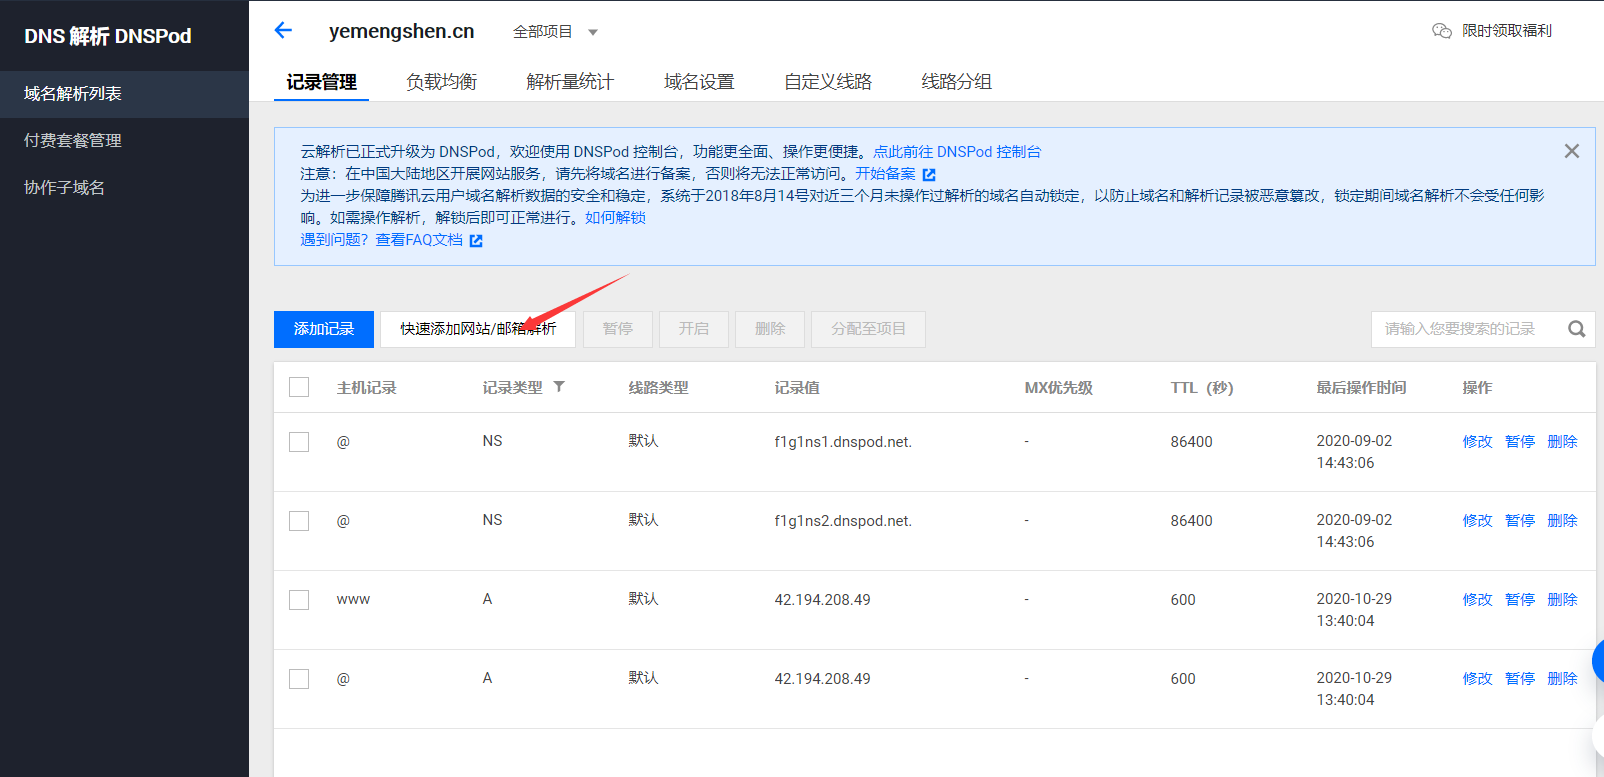 DNS 解析 DNSPod
域名解析列表
付费套餐管理
协作子域名
yemengshen.cn 全部项目
限时领取福利
记录管理 负载均衡 解析量统计 域名设置 自定义线路 线路分组
云解析已正式升级为 DNSPod，欢迎使用 DNSPod 控制台，功能更全面、操作更便捷。点此前往 DNSPod 控制台
注意：在中国大陆地区开展网站服务，请先将域名进行备案，否则将无法正常访问。开始备案
为进一步保障腾讯云用户域名解析数据的安全和稳定，系统于2018年8月14号对近三个月未操作过解析的域名自动锁定，以防止域名和解析记录被恶意篡改，锁定期间域名解析不会受任何影
响。如需操作解析，解锁后即可正常进行。如何解锁
遇到问题？查看FAQ文档
添加记录 快速添加网站/邮箱解析 暂停 开启 删除 分配至项目 请输入您要搜索的记录
主机记录 记录类型 线路类型 记录值 MX优先级 TTL（秒） 最后操作时间 操作
@ NS 默认 f1g1ns1.dnspod.net. - 86400 2020-09-02 14:43:06 修改 暂停 删除
@ NS 默认 f1g1ns2.dnspod.net. - 86400 2020-09-02 14:43:06 修改 暂停 删除
www A 默认 42.194.208.49 - 600 2020-10-29 13:40:04 修改 暂停 删除
@ A 默认 42.194.208.49 - 600 2020-10-29 13:40:04 修改 暂停 删除